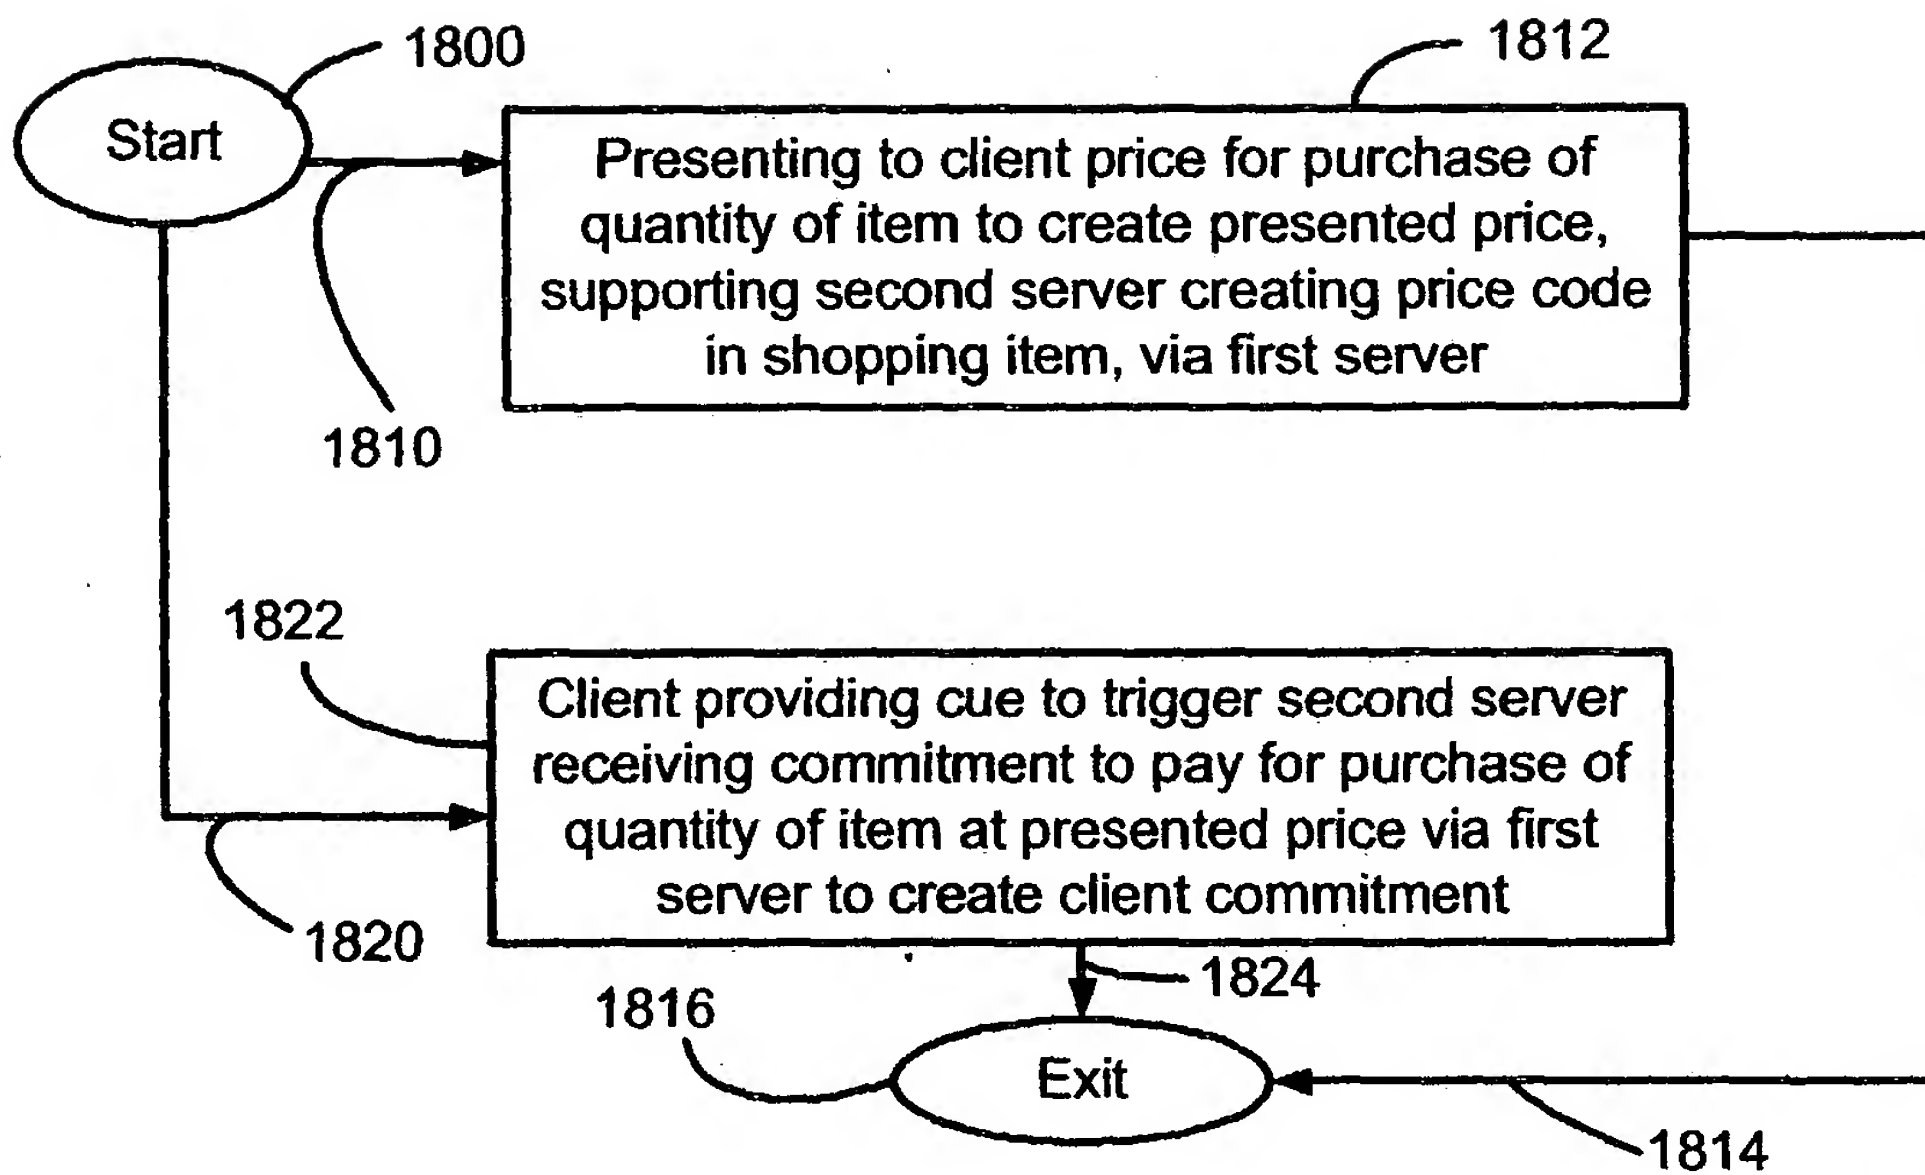 1800
1812
Start
Presenting to client price for purchase of
quantity of item to create presented price,
supporting second server creating price code
in shopping item, via first server
1810
1822
Client providing cue to trigger second server
receiving commitment to pay for purchase of
quantity of item at presented price via first
server to create client commitment
1820
1824
1816
Exit
1814